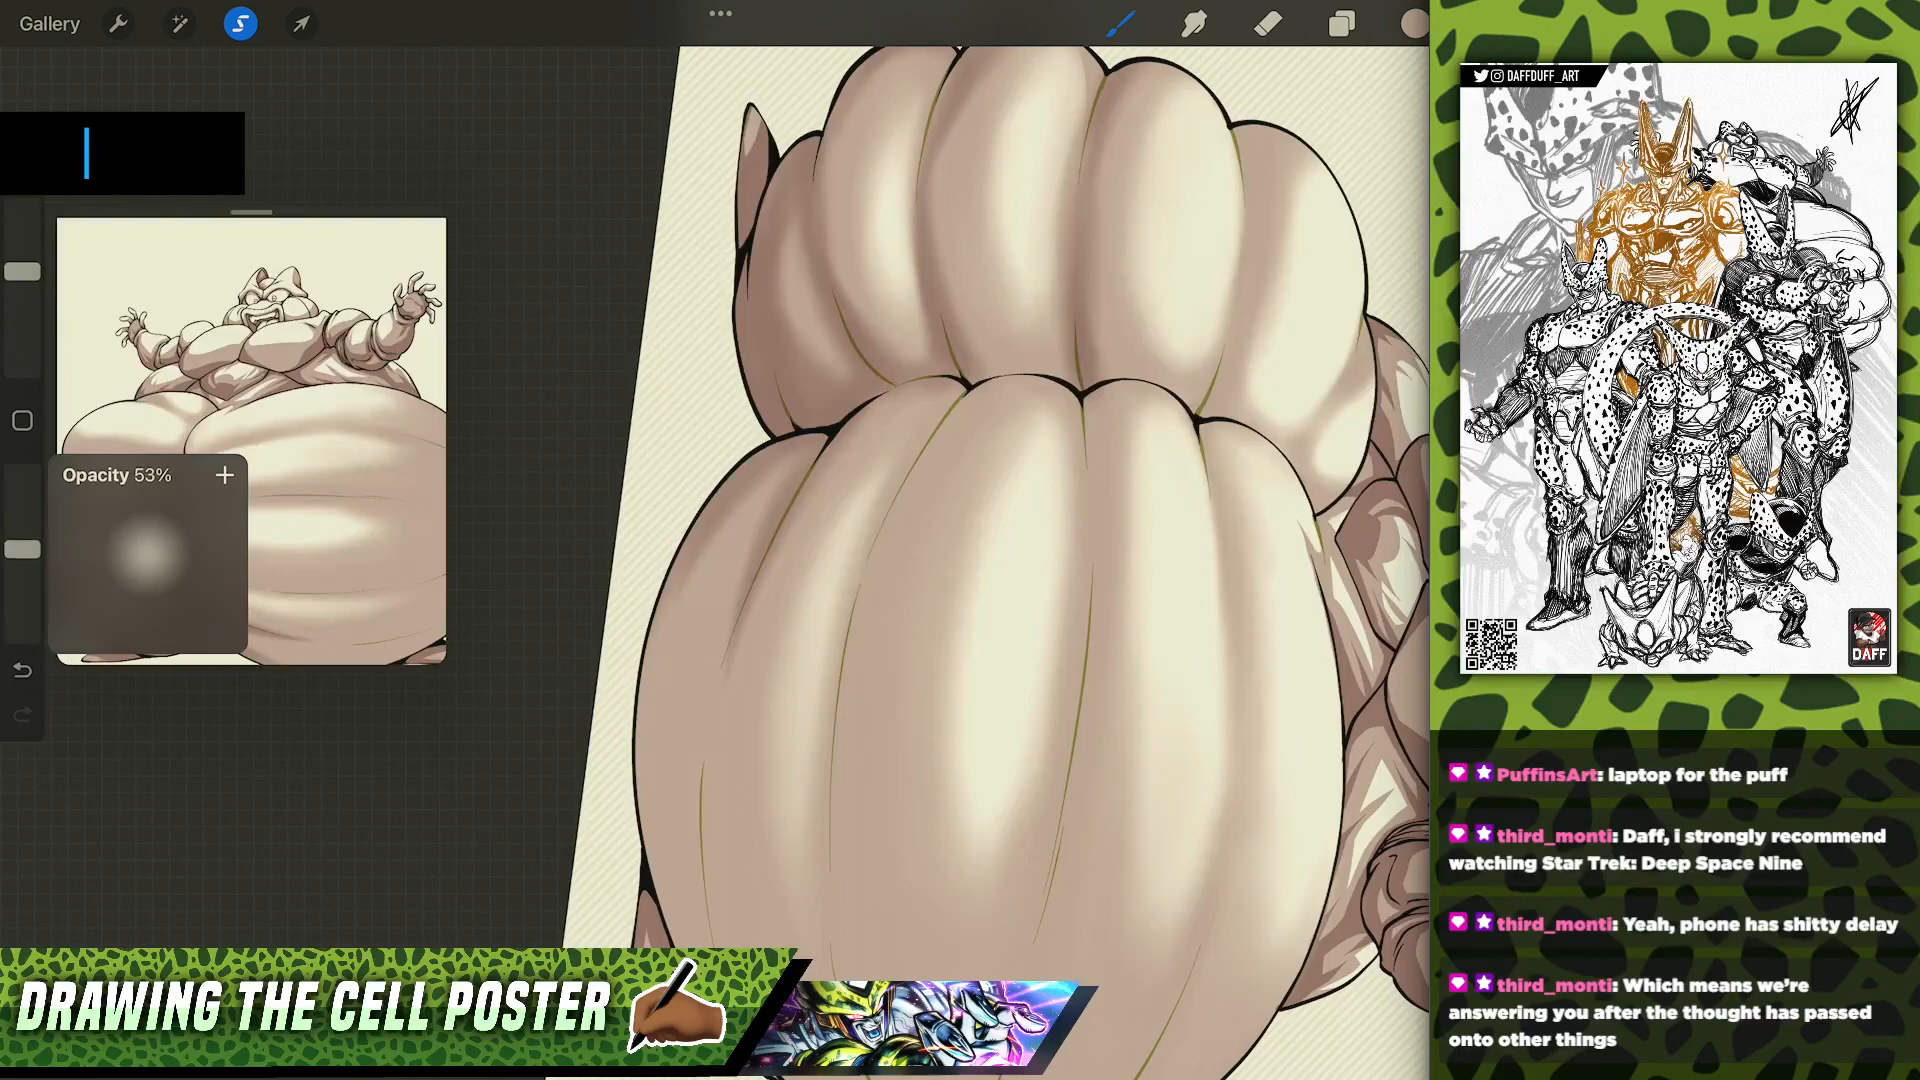 Gallery
Opacity 53%
DRAWING THE CELL POSTER
DAFFDUFF_ART
DAFF
PuffinsArt: laptop for the puff
third_monti: Daff, i strongly recommend
watching Star Trek: Deep Space Nine
third_monti: Yeah, phone has shitty delay
third_monti: Which means we’re
answering you after the thought has passed
onto other things